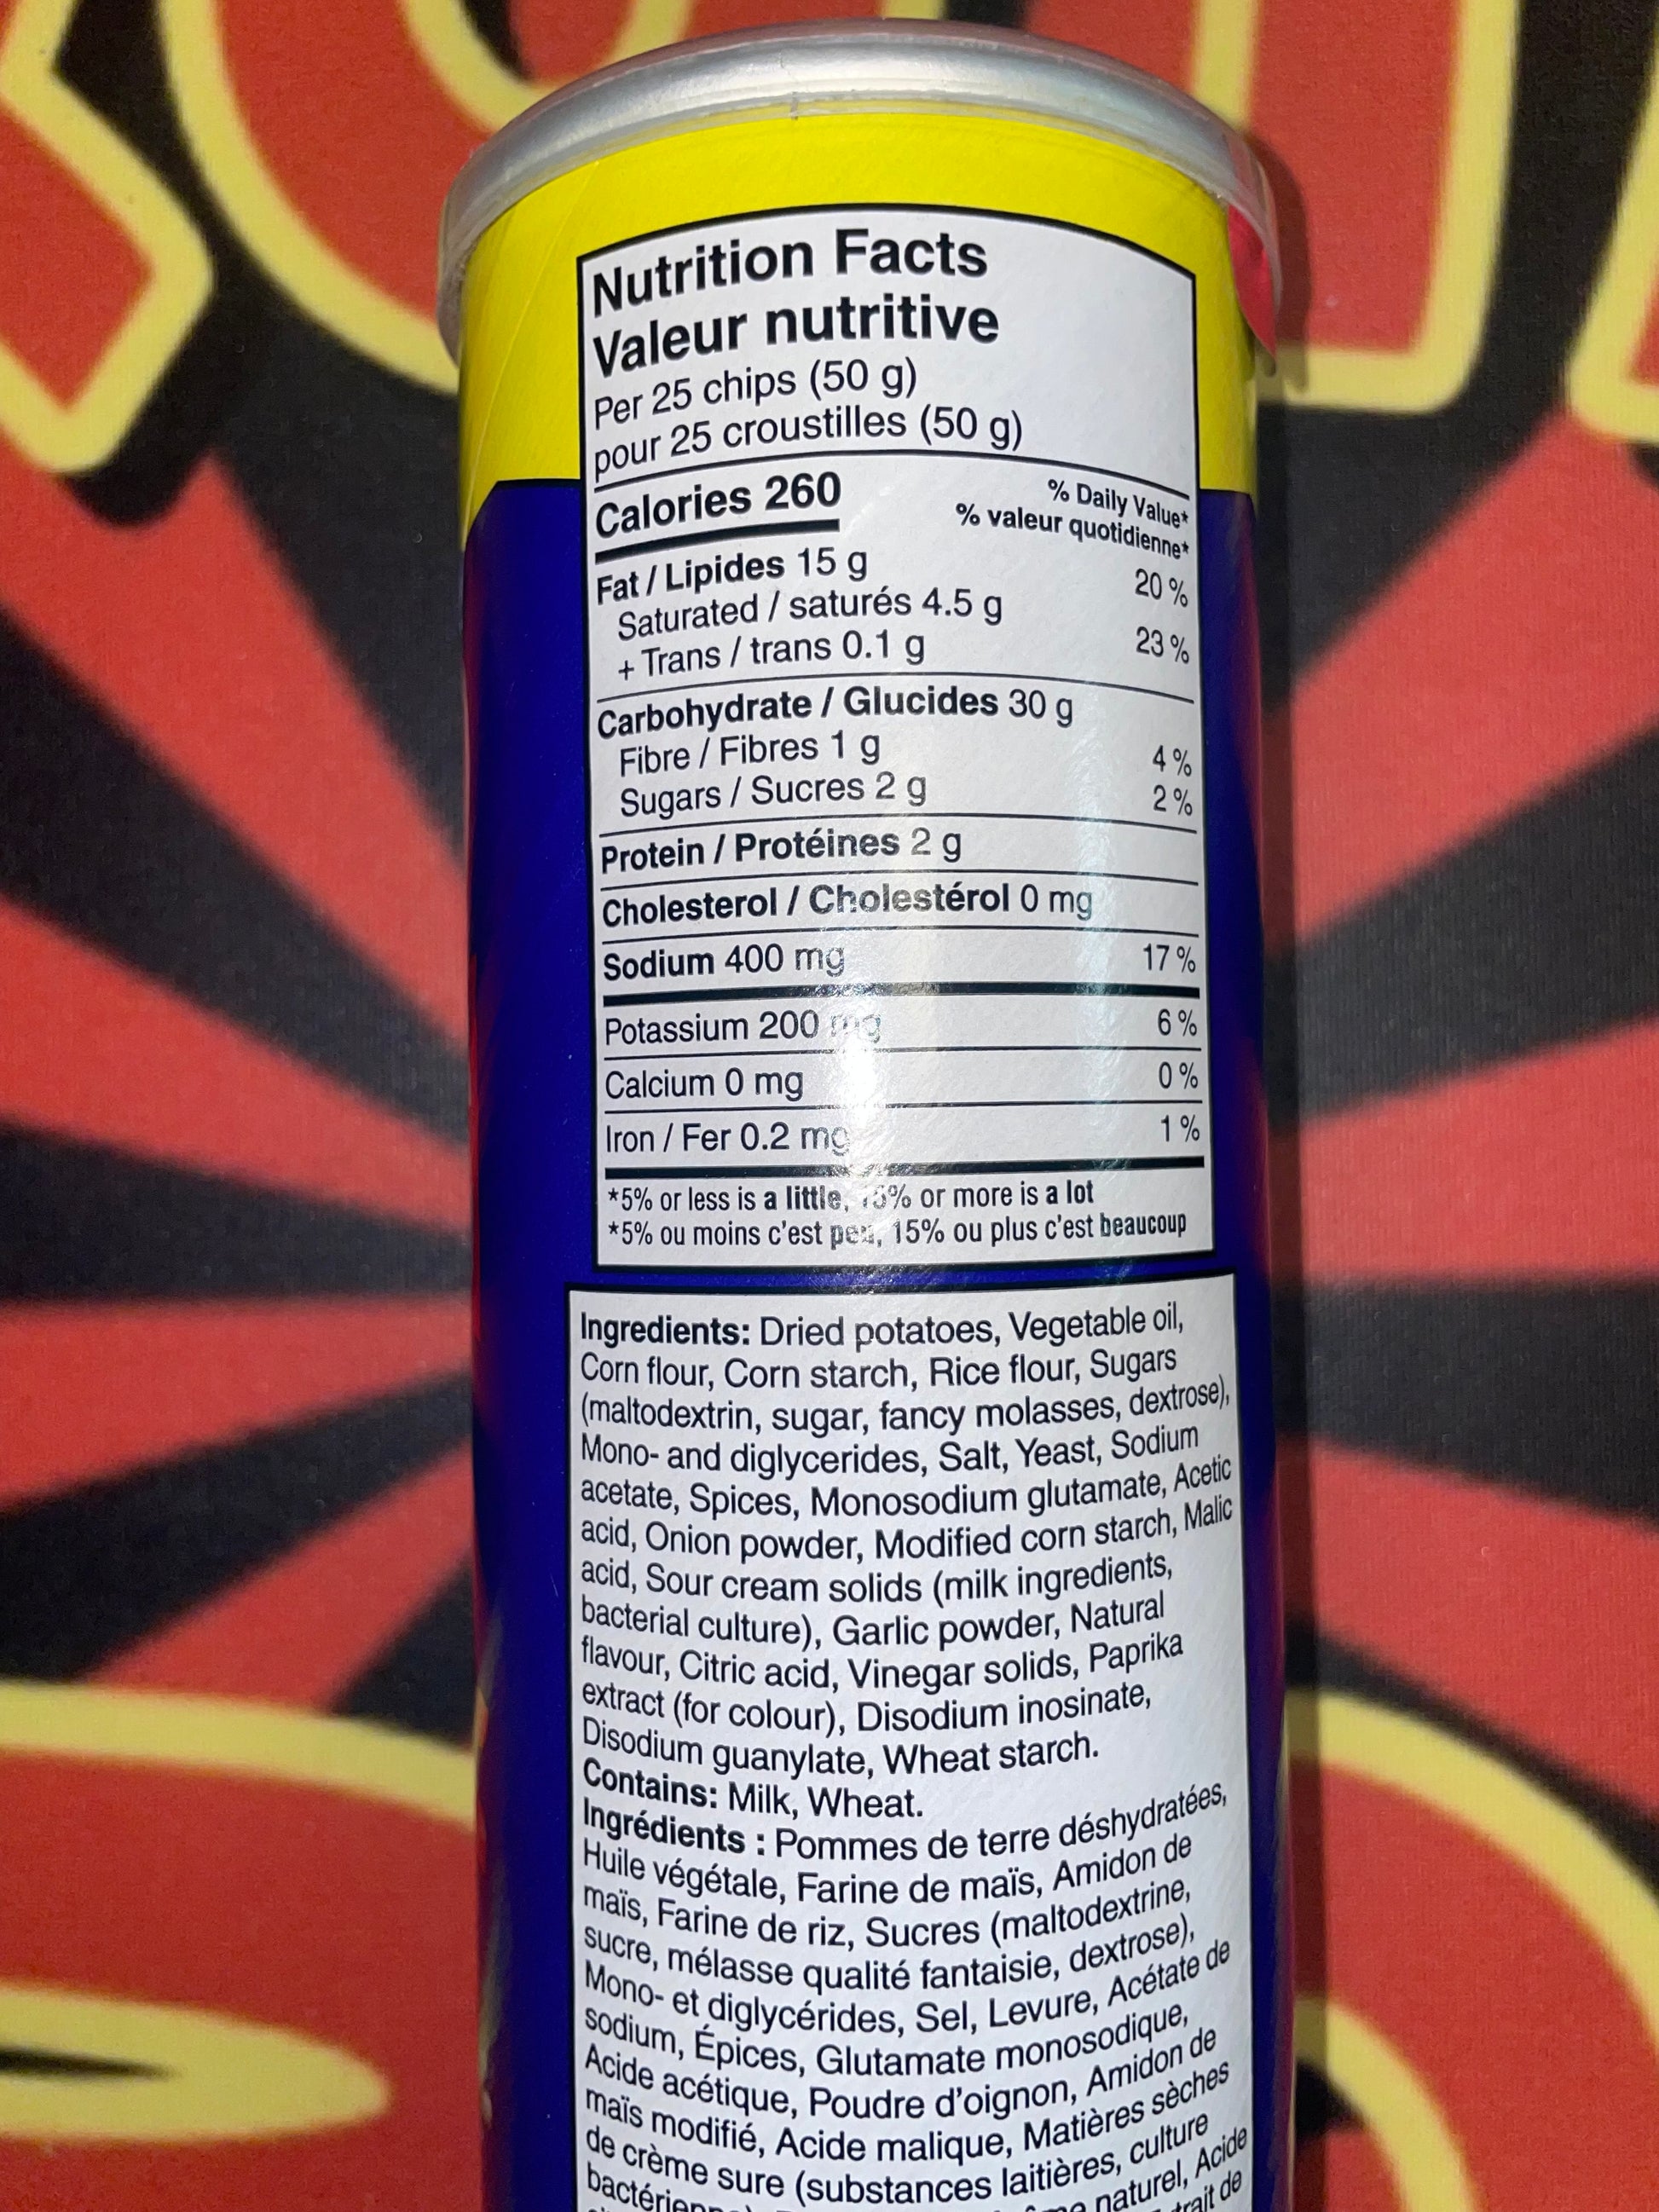 Nutrition Facts
Valeur nutritive
Per 25 chips (50 g)
pour 25 croustilles (50 g)
Calories 260
% Daily Value*
% valeur quotidienne*
Fat / Lipides 15 g 20 %
Saturated / saturés 4.5 g
+ Trans / trans 0.1 g 23 %
Carbohydrate / Glucides 30 g
Fibre / Fibres 1 g 4 %
Sugars / Sucres 2 g 2 %
Protein / Protéines 2 g
Cholesterol / Cholestérol 0 mg
Sodium 400 mg 17 %
Potassium 200 mg 6 %
Calcium 0 mg 0 %
Iron / Fer 0.2 mg 1 %
*5% or less is a little, 15% or more is a lot
*5% ou moins c'est peu, 15% ou plus c'est beaucoup
Ingredients: Dried potatoes, Vegetable oil,
Corn flour, Corn starch, Rice flour, Sugars
(maltodextrin, sugar, fancy molasses, dextrose),
Mono- and diglycerides, Salt, Yeast, Sodium
acetate, Spices, Monosodium glutamate, Acetic
acid, Onion powder, Modified corn starch, Malic
acid, Sour cream solids (milk ingredients,
bacterial culture), Garlic powder, Natural
flavour, Citric acid, Vinegar solids, Paprika
extract (for colour), Disodium inosinate,
Disodium guanylate, Wheat starch.
Contains: Milk, Wheat.
Ingrédients : Pommes de terre déshydratées,
Huile végétale, Farine de maïs, Amidon de
maïs, Farine de riz, Sucres (maltodextrine,
sucre, mélasse qualité fantaisie, dextrose),
Mono- et diglycérides, Sel, Levure, Acétate de
sodium, Épices, Glutamate monosodique,
Acide acétique, Poudre d'oignon, Amidon de
maïs modifié, Acide malique, Matières sèches
de crème sure (substances laitières, culture
naturel, Acide
de